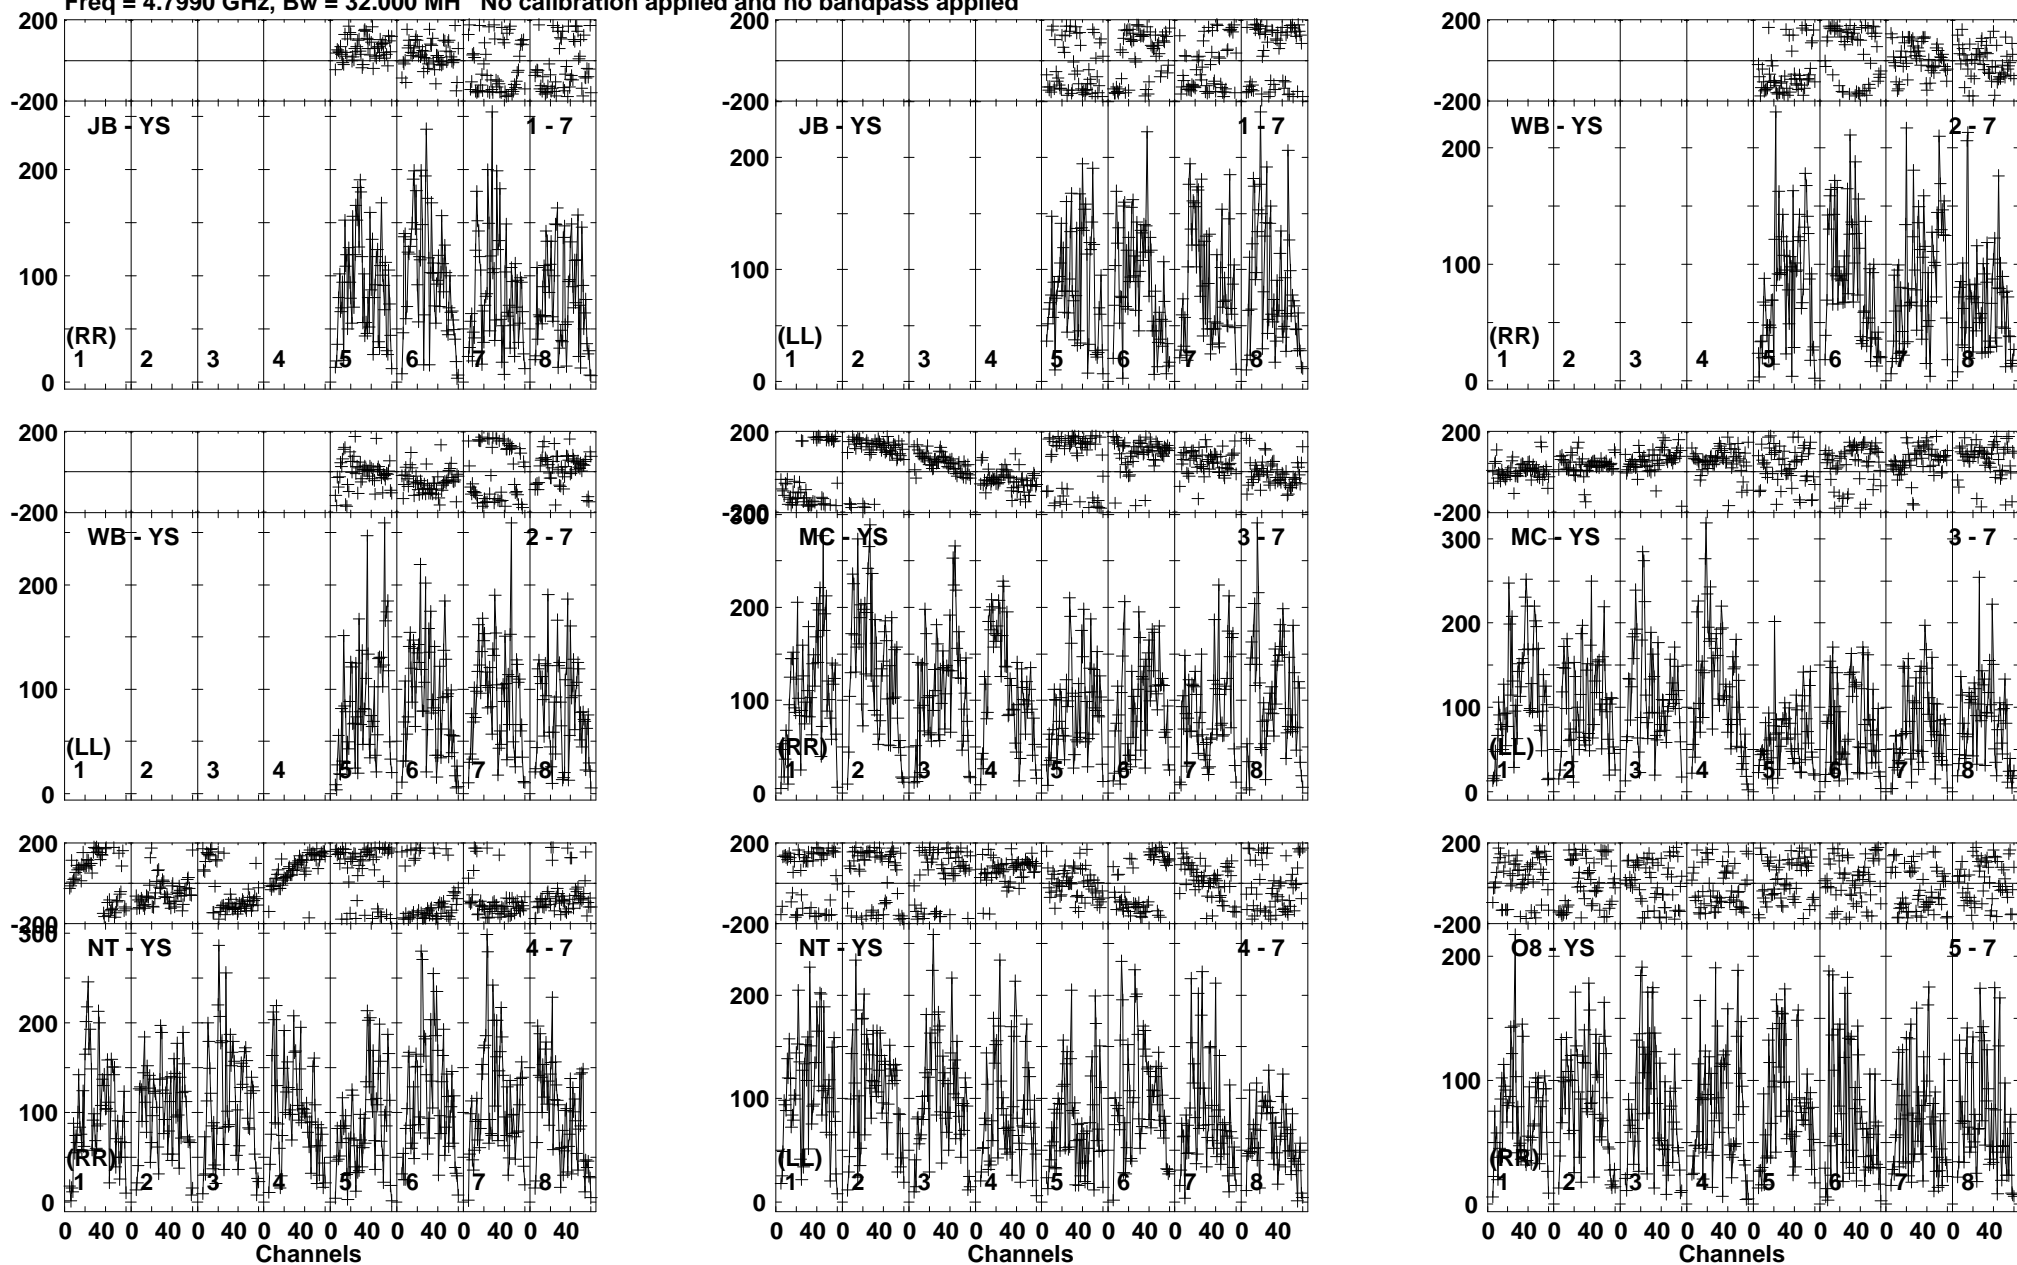 Freq = 4.7990 GHz, Bw = 32.000 MH No calibration applied and no bandpass applied
200 200 200
-200 -200 -200
JB - YS 1 - 7 JB - YS 1 - 7 WB - YS 2 - 7
200 200 200
100 100 100
(RR) (LL) (RR)
1 2 3 4 5 6 7 8 1 2 3 4 5 6 7 8 1 2 3 4 5 6 7 8
0 0 0
200 200 200
-200 -200 -200
300
WB - YS 2 - 7 MC - YS 3 - 7 MC - YS 3 - 7
300
200 200 200
100 100 100
(LL) (RR) (LL)
1 2 3 4 5 6 7 8 1 2 3 4 5 6 7 8 1 2 3 4 5 6 7 8
0 0 0
200 200 200
-200 -200 -200
300
NT - YS 4 - 7 NT - YS 4 - 7 O8 - YS 5 - 7
200 200 200
100 100 100
(RR) (LL) (RR)
1 2 3 4 5 6 7 8 1 2 3 4 5 6 7 8 1 2 3 4 5 6 7 8
0 0 0
0 40 0 40 0 40 0 40 0 40 0 40 0 40 0 40 0 40 0 40 0 40 0 40 0 40 0 40 0 40 0 40 0 40 0 40 0 40 0 40 0 40 0 40 0 40 0 40
Channels Channels Channels